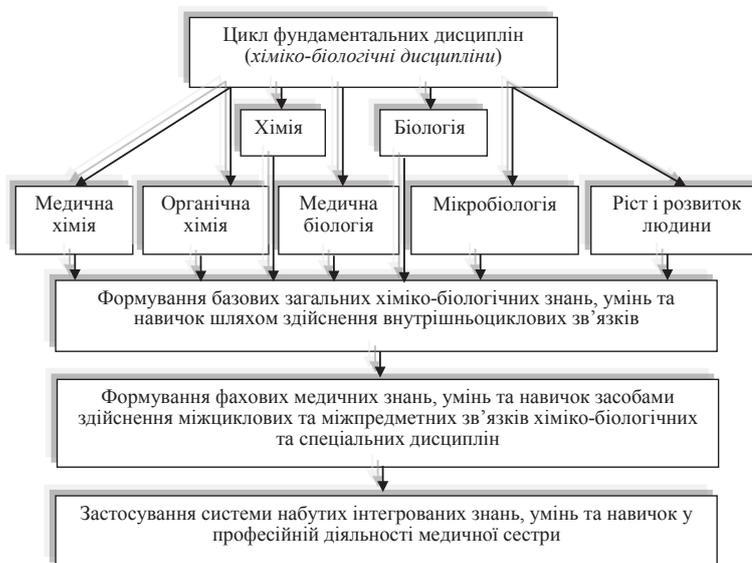 Цикл фундаментальних дисциплін
(хіміко-біологічні дисципліни)
Хімія
Біологія
Медична
хімія
Органічна
хімія
Медична
біологія
Мікробіологія
Ріст і розвиток
людини
Формування базових загальних хіміко-біологічних знань, умінь та
навичок шляхом здійснення внутрішньоциклових зв’язків
Формування фахових медичних знань, умінь та навичок засобами
здійснення міжциклових та міжпредметних зв’язків хіміко-біологічних
та спеціальних дисциплін
Застосування системи набутих інтегрованих знань, умінь та навичок у
професійній діяльності медичної сестри